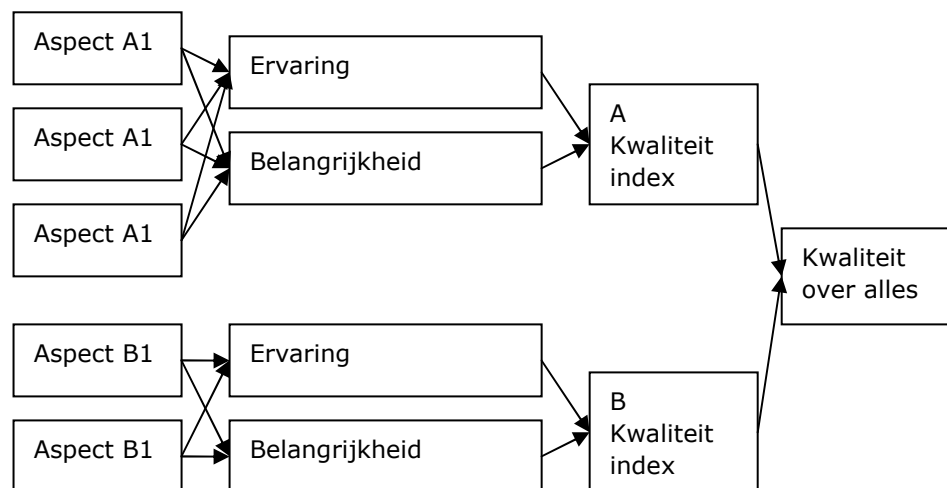 Aspect A1
Aspect A1
Aspect A1
Ervaring
Belangrijkheid
A
Kwaliteit
index
Kwaliteit
over alles
Aspect B1
Aspect B1
Ervaring
Belangrijkheid
B
Kwaliteit
index